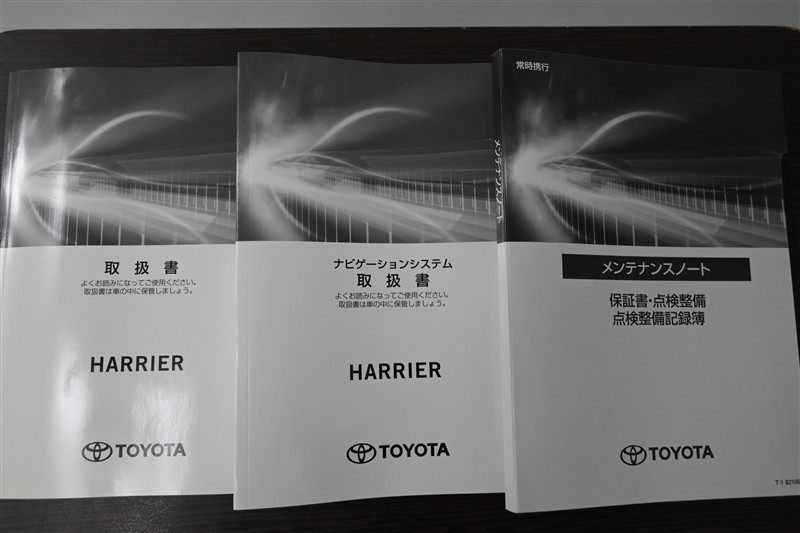 取扱書
よくお読みになってご使用ください。
取扱書は車の中に保管しましょう。
HARRIER
TOYOTA
ナビゲーションシステム
取扱書
よくお読みになってご使用ください。
取扱書は車の中に保管しましょう。
HARRIER
TOYOTA
メンテナンスノート
常時携行
メンテナンスノート
保証書・点検整備
点検整備記録簿
TOYOTA